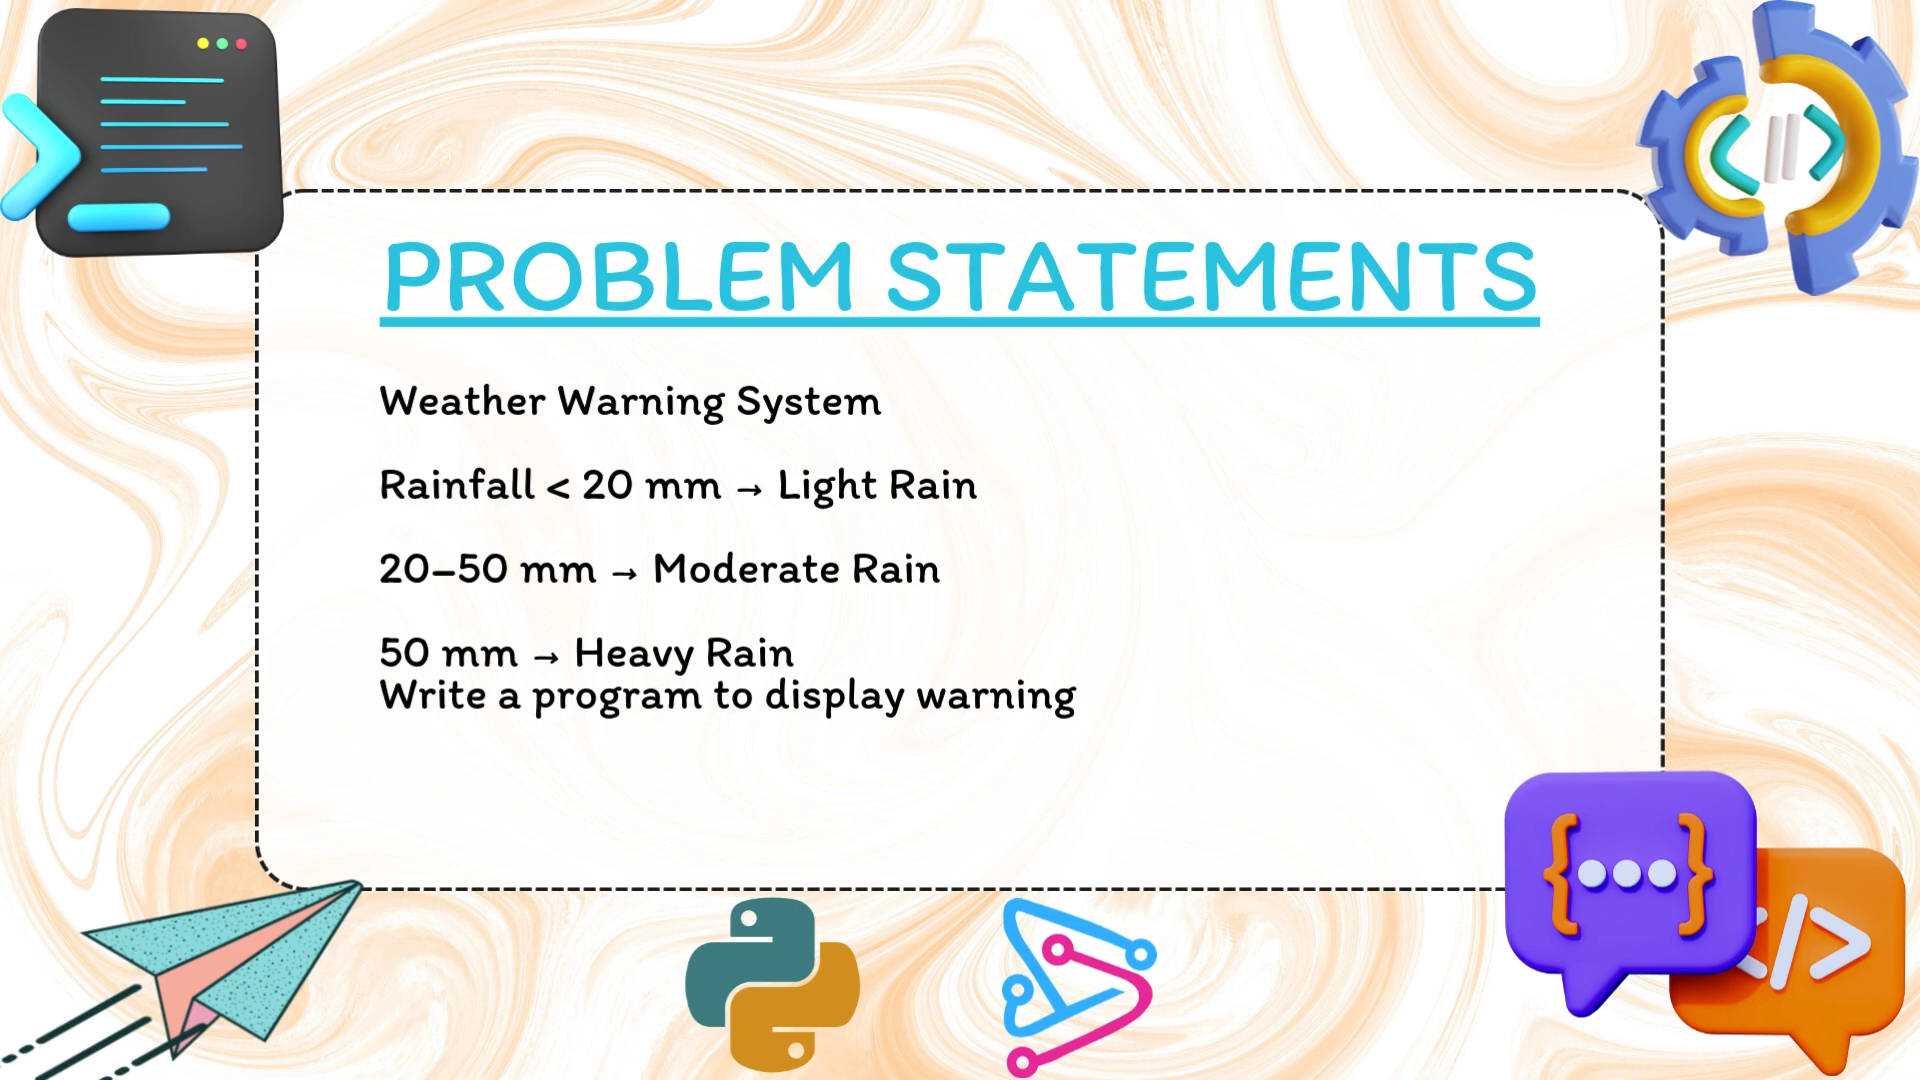 PROBLEM STATEMENTS
Weather Warning System
Rainfall < 20 mm → Light Rain
20–50 mm → Moderate Rain
50 mm → Heavy Rain
Write a program to display warning